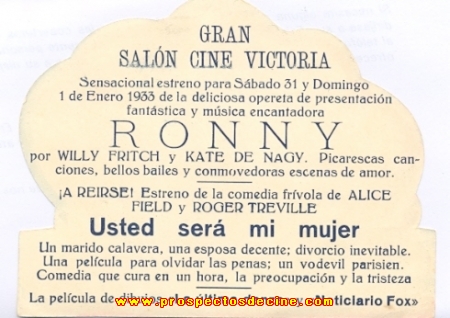 GRAN
SALÓN CINE VICTORIA
Sensacional estreno para Sábado 31 y Domingo
1 de Enero 1933 de la deliciosa opereta de presentación
fantástica y música encantadora
RONNY
por WILLY FRITCH y KATE DE NAGY. Picarescas can-
ciones, bellos bailes y conmovedoras escenas de amor.
¡A REIRSE! Estreno de la comedia frívola de ALICE
FIELD y ROGER TREVILLE
Usted será mi mujer
Un marido calavera, una esposa decente; divorcio inevitable.
Una película para olvidar las penas; un vodevil parisien.
Comedia que cura en un hora, la preocupación y la tristeza
La película de
www.prospectosdecine.com
Fox»